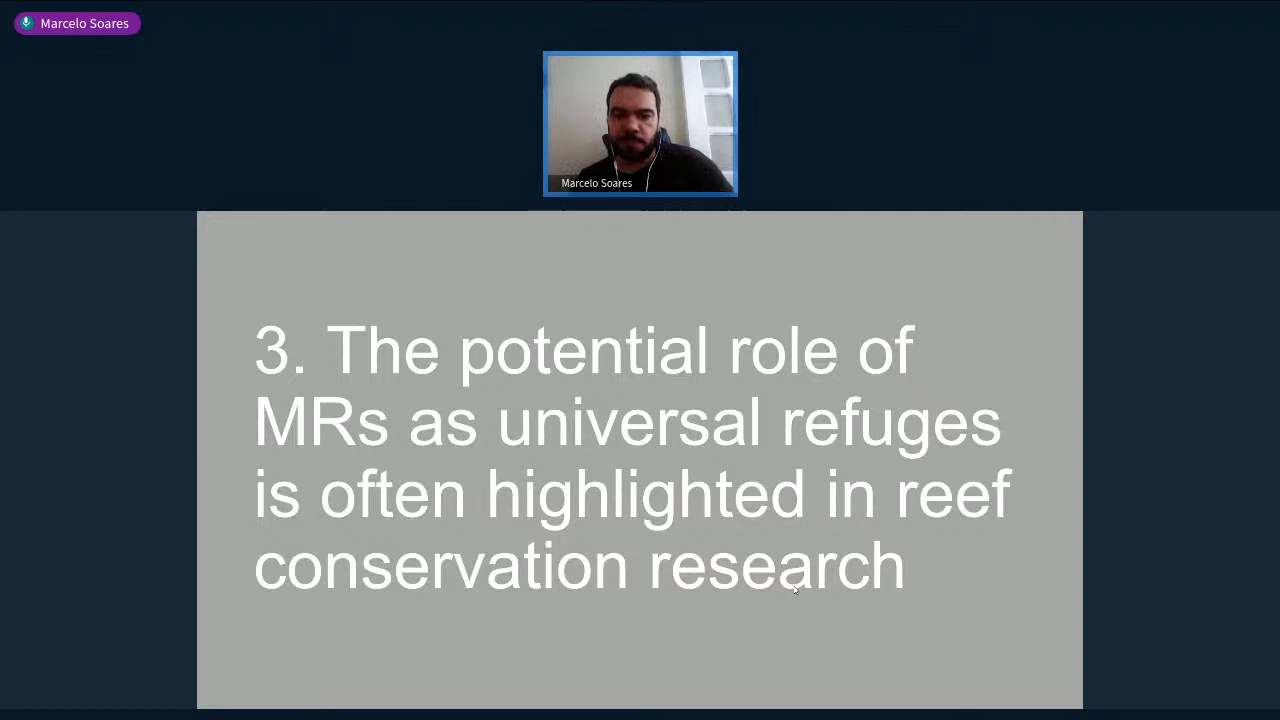 Marcelo Soares
Marcelo Soares
3. The potential role of
MRs as universal refuges
is often highlighted in reef
conservation research